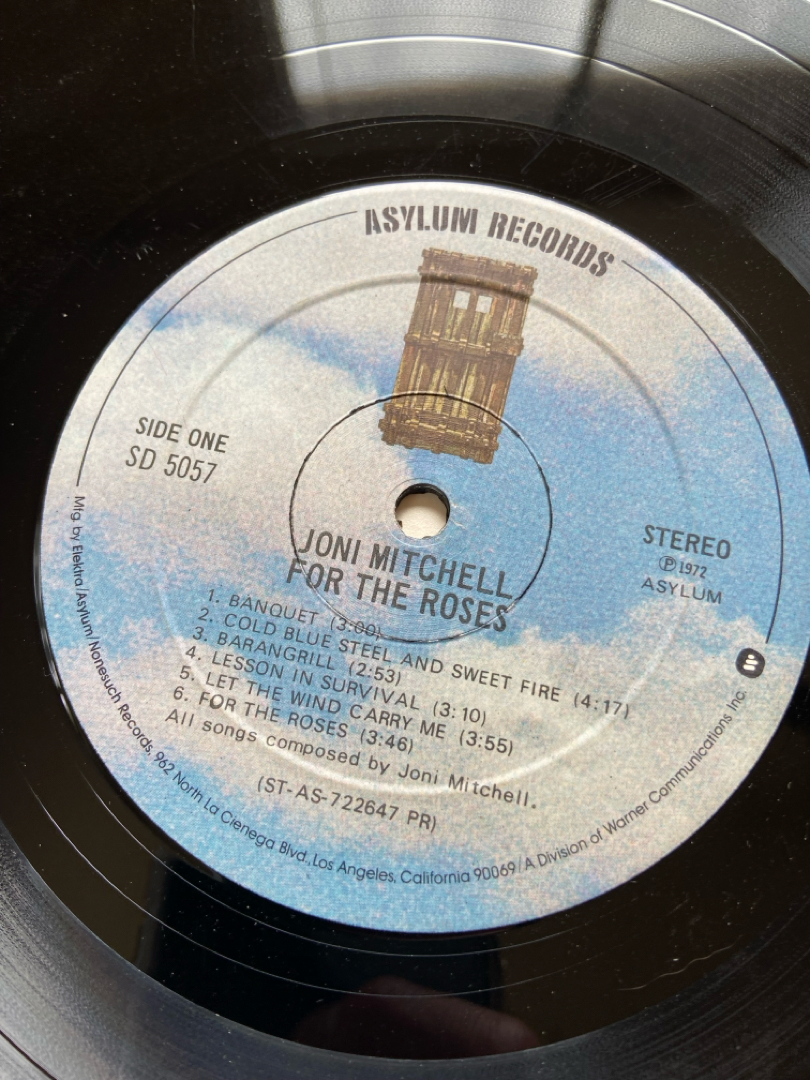 ASYLUM RECORDS
SIDE ONE
SD 5057
STEREO
Ⓟ 1972
ASYLUM
JONI MITCHELL
FOR THE ROSES
1. BANQUET (3:00)
2. COLD BLUE STEEL AND SWEET FIRE (4:17)
3. BARANGRILL (2:53)
4. LESSON IN SURVIVAL (3:10)
5. LET THE WIND CARRY ME (3:55)
6. FOR THE ROSES (3:46)
All songs composed by Joni Mitchell.
(ST-AS-722647 PR)
Mfg. by Elektra/Asylum/Nonesuch Records, 962 North La Cienega Blvd., Los Angeles, California 90069/A Division of Warner Communications Inc.